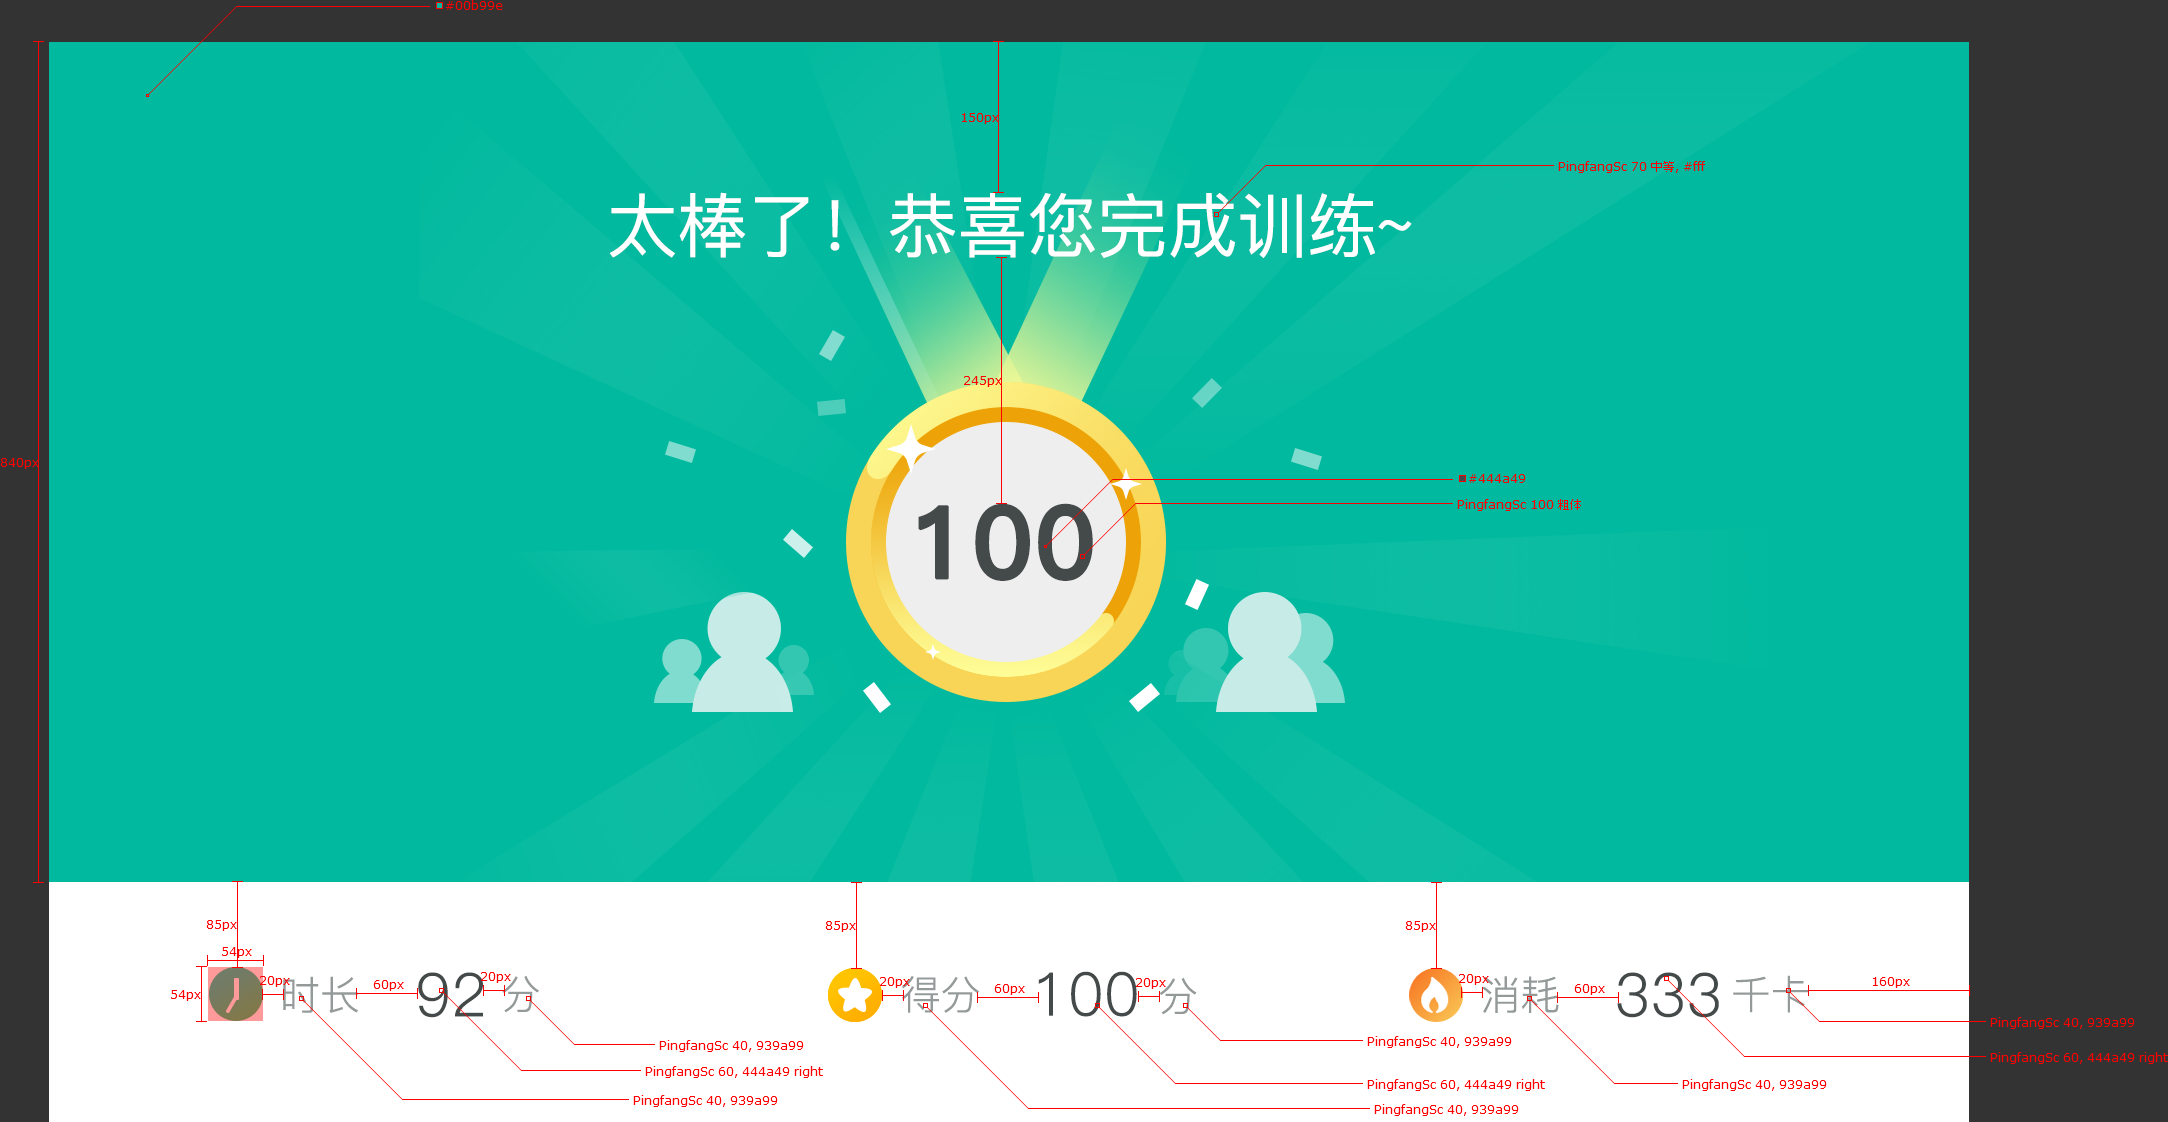 #00b99e
150px
PingfangSc 70 中等, #fff
太棒了！恭喜您完成训练~
245px
840px
#444a49
PingfangSc 100 粗体
100
85px
85px
85px
54px
54px
20px
时长
60px
92
20px
分
20px
得分
60px
100
20px
分
20px
消耗
60px
333
千卡
160px
PingfangSc 40, 939a99
PingfangSc 60, 444a49 right
PingfangSc 40, 939a99
PingfangSc 40, 939a99
PingfangSc 60, 444a49 right
PingfangSc 40, 939a99
PingfangSc 40, 939a99
PingfangSc 60, 444a49 right
PingfangSc 40, 939a99